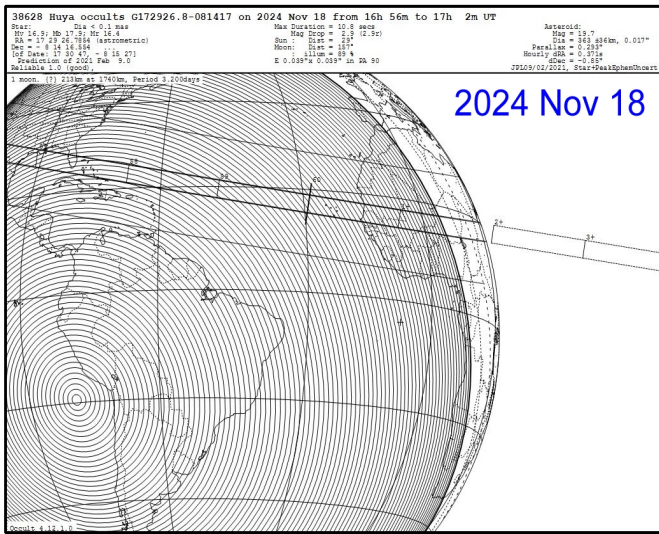 38628 Huya occults G172926.8-081417 on 2024 Nov 18 from 16h 56m to 17h  2m UT
Star:     Dia < 0.1 mas     Max Duration = 10.8 secs     Asteroid:
Mv 16.9; Mb 17.9; Mr 16.4     Mag Drop =  2.9 (2.9r)     Mag = 19.7
RA = 17 29 26.7854 (astrometric)     Sun :   Dist = 29°     Dia = 363 ±36km, 0.017"
Dec = - 8 14 16.554 ...     Moon:   Dist = 157°     Parallax = 0.293"
[of Date: 17 30 47, - 8 15 27]     :  illum = 89 %     Hourly dRA = 0.371s
Prediction of 2021 Feb  9.0     E 0.039"x 0.039" in PA 90     dDec = -0.85"
Reliable 1.0 (good),     JPL09/02/2021, Star+PeakEphemUncert
1 moon. (?) 213km at 1740km, Period 3.200days
2024 Nov 18
58
59
60
2+
3+
Occult 4.12.1.0